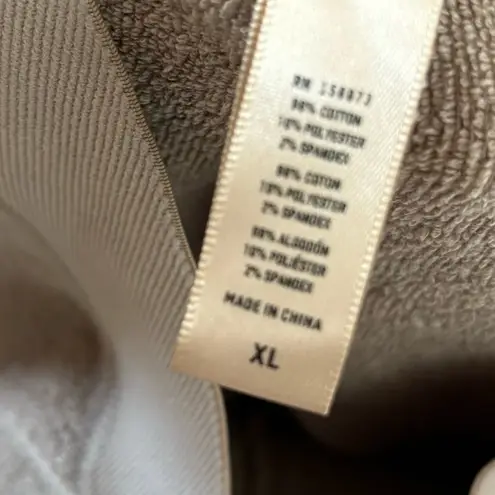 RN
88% COTTON
10% POLYESTER
2% SPANDEX
88% COTON
10% POLYESTER
2% SPANDEX
88% ALGODÓN
10% POLIÉSTER
2% SPANDEX
MADE IN CHINA
XL